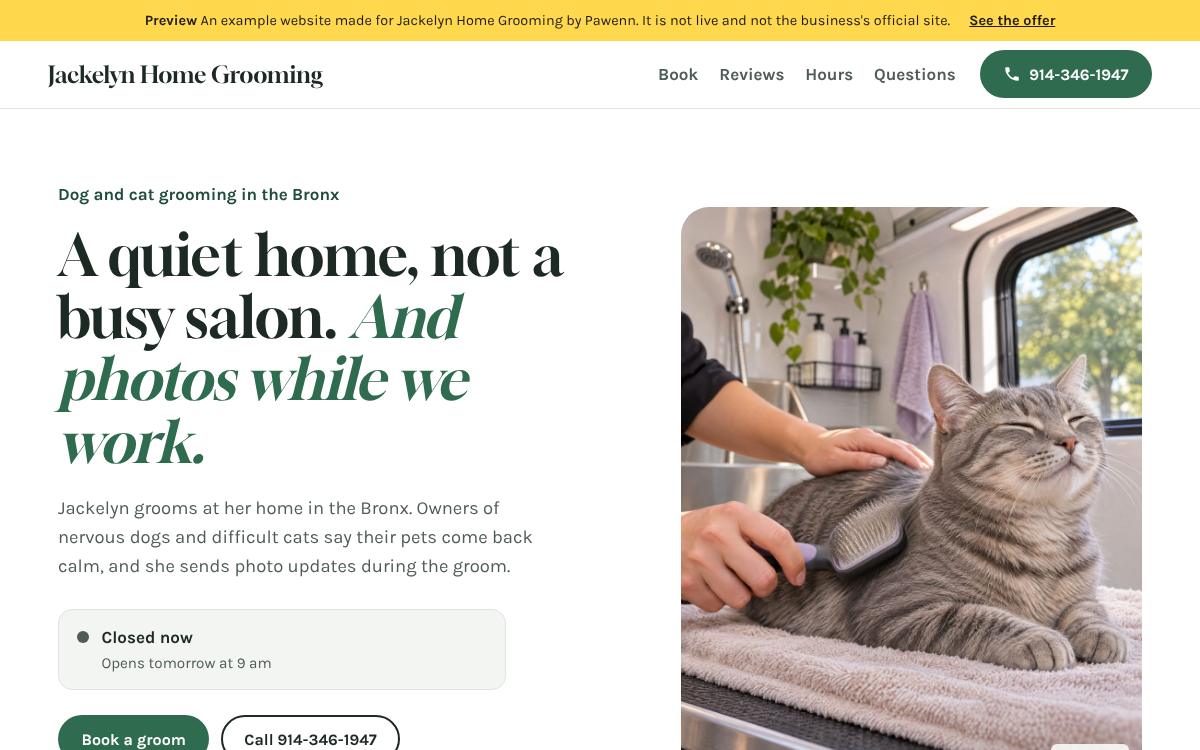 Preview An example website made for Jackelyn Home Grooming by Pawenn. It is not live and not the business's official site. See the offer
Jackelyn Home Grooming
Book Reviews Hours Questions 914-346-1947
Dog and cat grooming in the Bronx
A quiet home, not a
busy salon. And
photos while we
work.
Jackelyn grooms at her home in the Bronx. Owners of
nervous dogs and difficult cats say their pets come back
calm, and she sends photo updates during the groom.
Closed now
Opens tomorrow at 9 am
Book a groom Call 914-346-1947